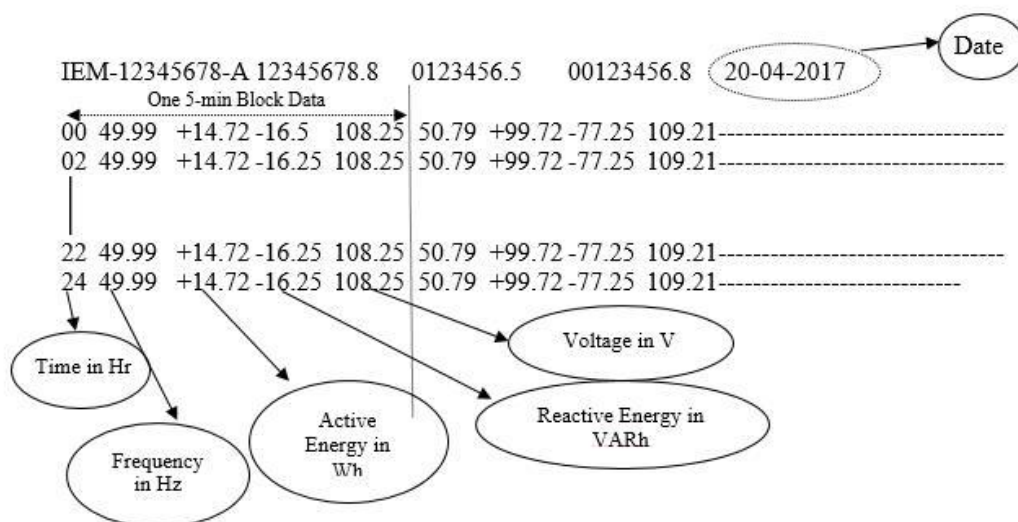 Date
IEM-12345678-A 12345678.8 0123456.5 00123456.8 20-04-2017
One 5-min Block Data
00 49.99 +14.72 -16.5 108.25 50.79 +99.72 -77.25 109.21-----------------------------------
02 49.99 +14.72 -16.25 108.25 50.79 +99.72 -77.25 109.21-----------------------------------
22 49.99 +14.72 -16.25 108.25 50.79 +99.72 -77.25 109.21-----------------------------------
24 49.99 +14.72 -16.25 108.25 50.79 +99.72 -77.25 109.21-----------------------------
Time in Hr
Voltage in V
Active
Energy in
Wh
Reactive Energy in
VARh
Frequency
in Hz